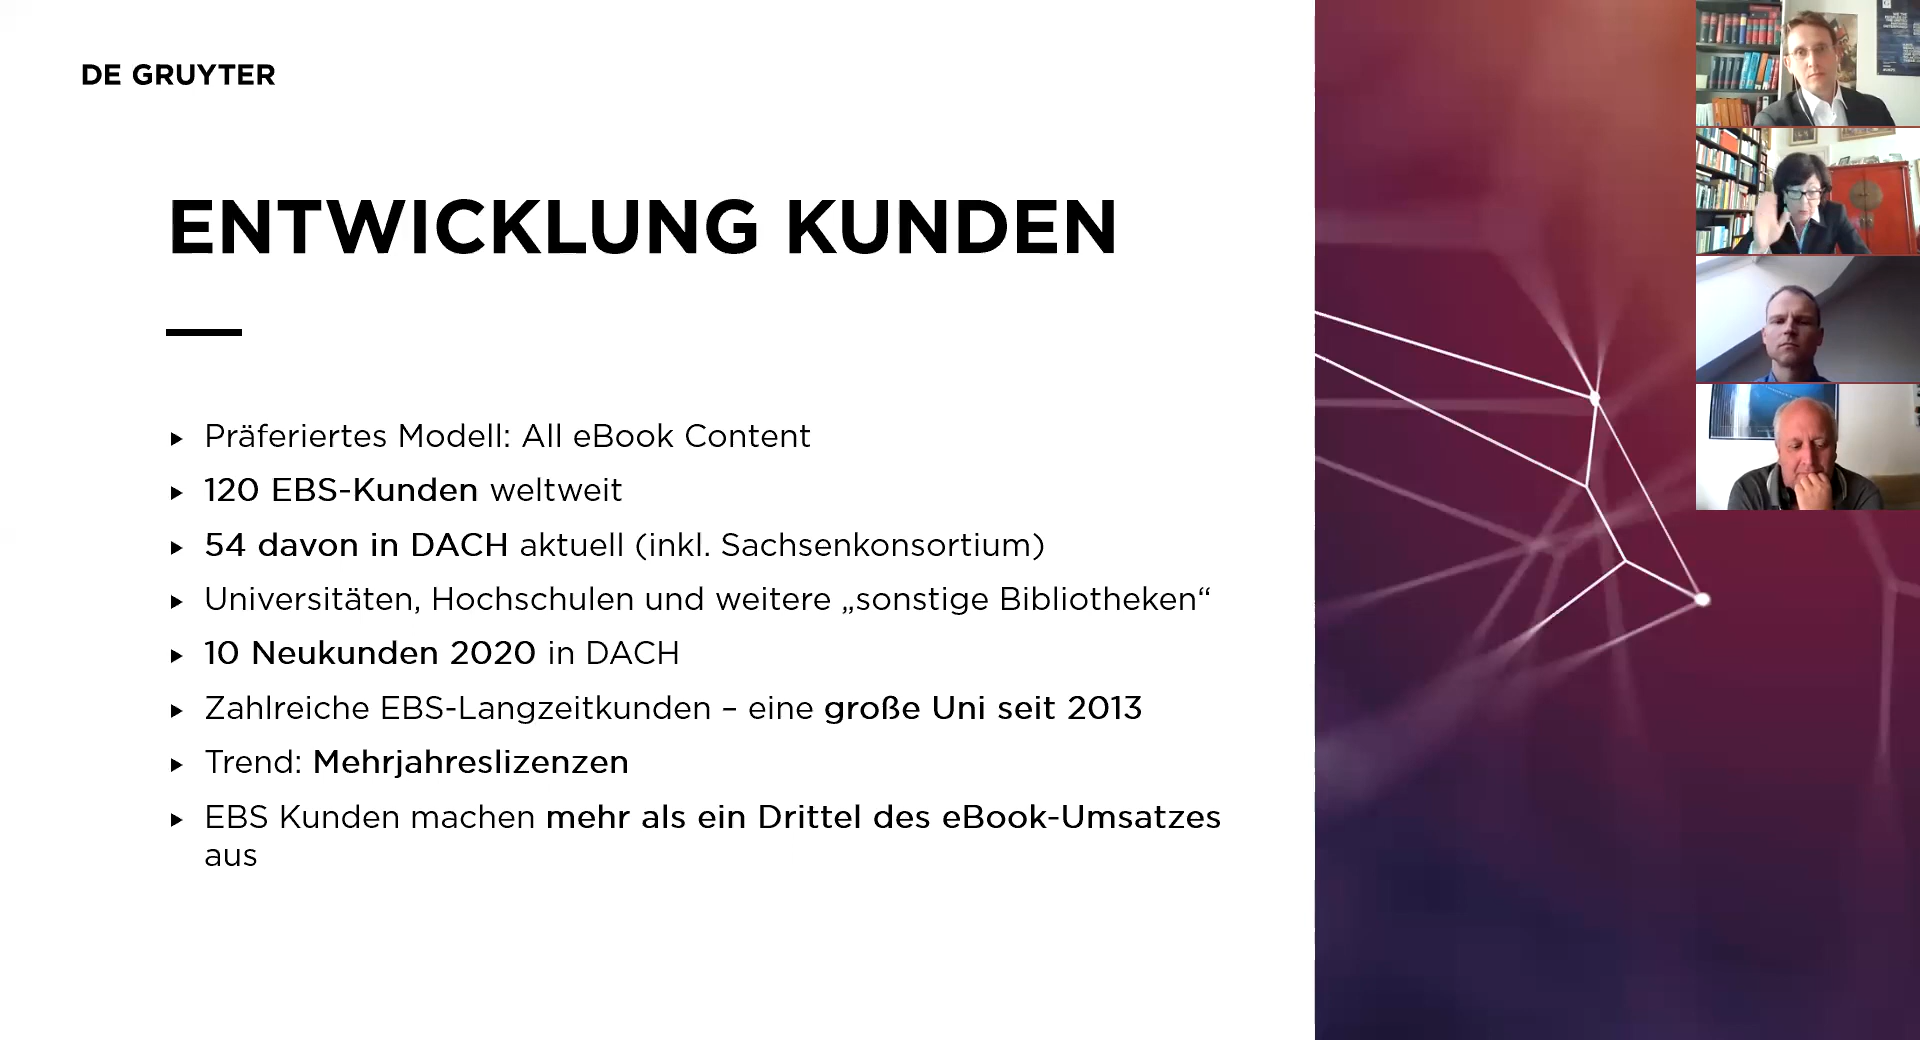 DE GRUYTER
ENTWICKLUNG KUNDEN
▸ Präferiertes Modell: All eBook Content
▸ 120 EBS-Kunden weltweit
▸ 54 davon in DACH aktuell (inkl. Sachsenkonsortium)
▸ Universitäten, Hochschulen und weitere „sonstige Bibliotheken“
▸ 10 Neukunden 2020 in DACH
▸ Zahlreiche EBS-Langzeitkunden – eine große Uni seit 2013
▸ Trend: Mehrjahreslizenzen
▸ EBS Kunden machen mehr als ein Drittel des eBook-Umsatzes
aus